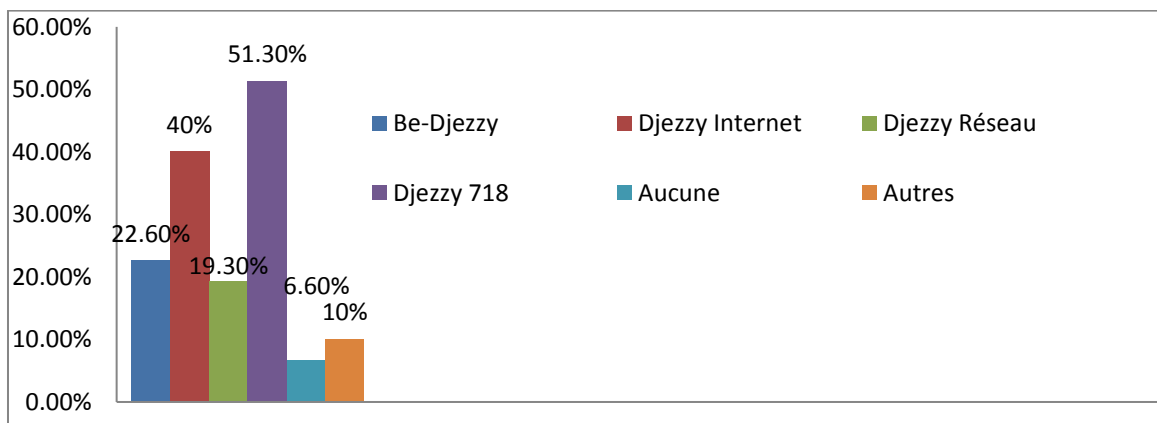 60.00%
50.00%
40.00%
30.00%
20.00%
10.00%
0.00%
22.60%
40%
19.30%
51.30%
6.60%
10%
Be-Djezzy
Djezzy Internet
Djezzy Réseau
Djezzy 718
Aucune
Autres